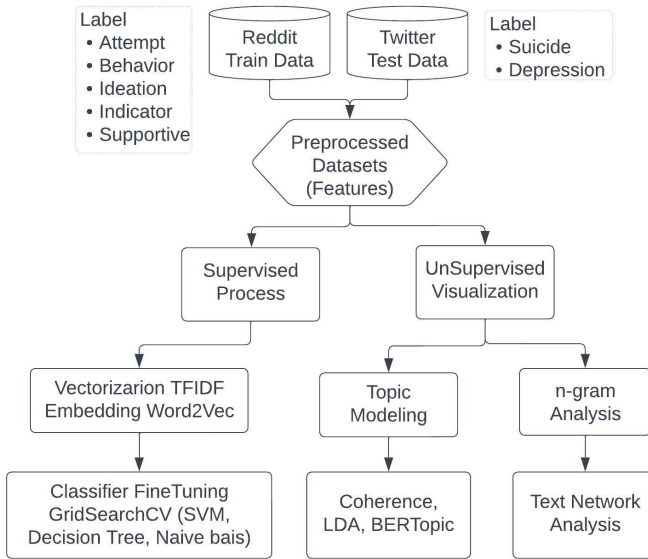 Label
• Attempt
• Behavior
• Ideation
• Indicator
• Supportive
Reddit
Train Data
Twitter
Test Data
Label
• Suicide
• Depression
Preprocessed
Datasets
(Features)
Supervised
Process
UnSupervised
Visualization
Vectorizarion TFIDF
Embedding Word2Vec
Topic
Modeling
n-gram
Analysis
Classifier FineTuning
GridSearchCV (SVM,
Decision Tree, Naive bais)
Coherence,
LDA, BERTopic
Text Network
Analysis